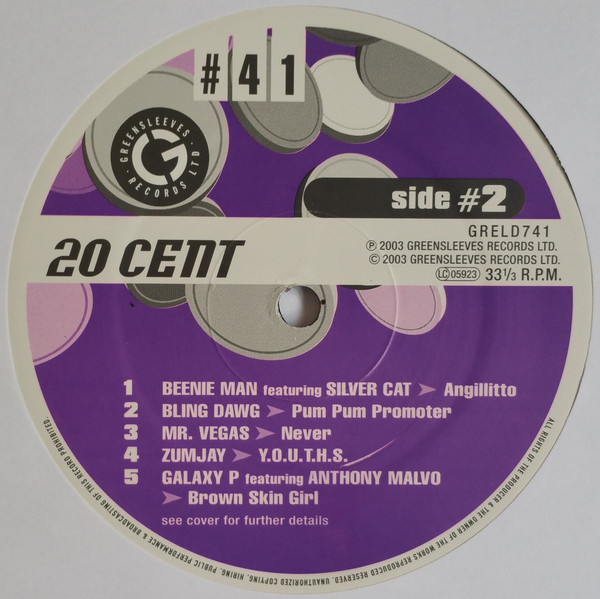 #41
GREENSLEEVES
RECORDS LTD
side #2
GRELD741
℗ 2003 GREENSLEEVES RECORDS LTD.
© 2003 GREENSLEEVES RECORDS LTD.
LC 05923 33⅓ R.P.M.
20 CENT
1 BEENIE MAN featuring SILVER CAT ➤ Angillitto
2 BLING DAWG ➤ Pum Pum Promoter
3 MR. VEGAS ➤ Never
4 ZUMJAY ➤ Y.O.U.T.H.S.
5 GALAXY P featuring ANTHONY MALVO
➤ Brown Skin Girl
see cover for further details
ALL RIGHTS OF THE PRODUCER & THE OWNER OF THE WORKS REPRODUCED RESERVED. UNAUTHORIZED COPYING, HIRING, PUBLIC PERFORMANCE & BROADCASTING OF THIS RECORD PROHIBITED.